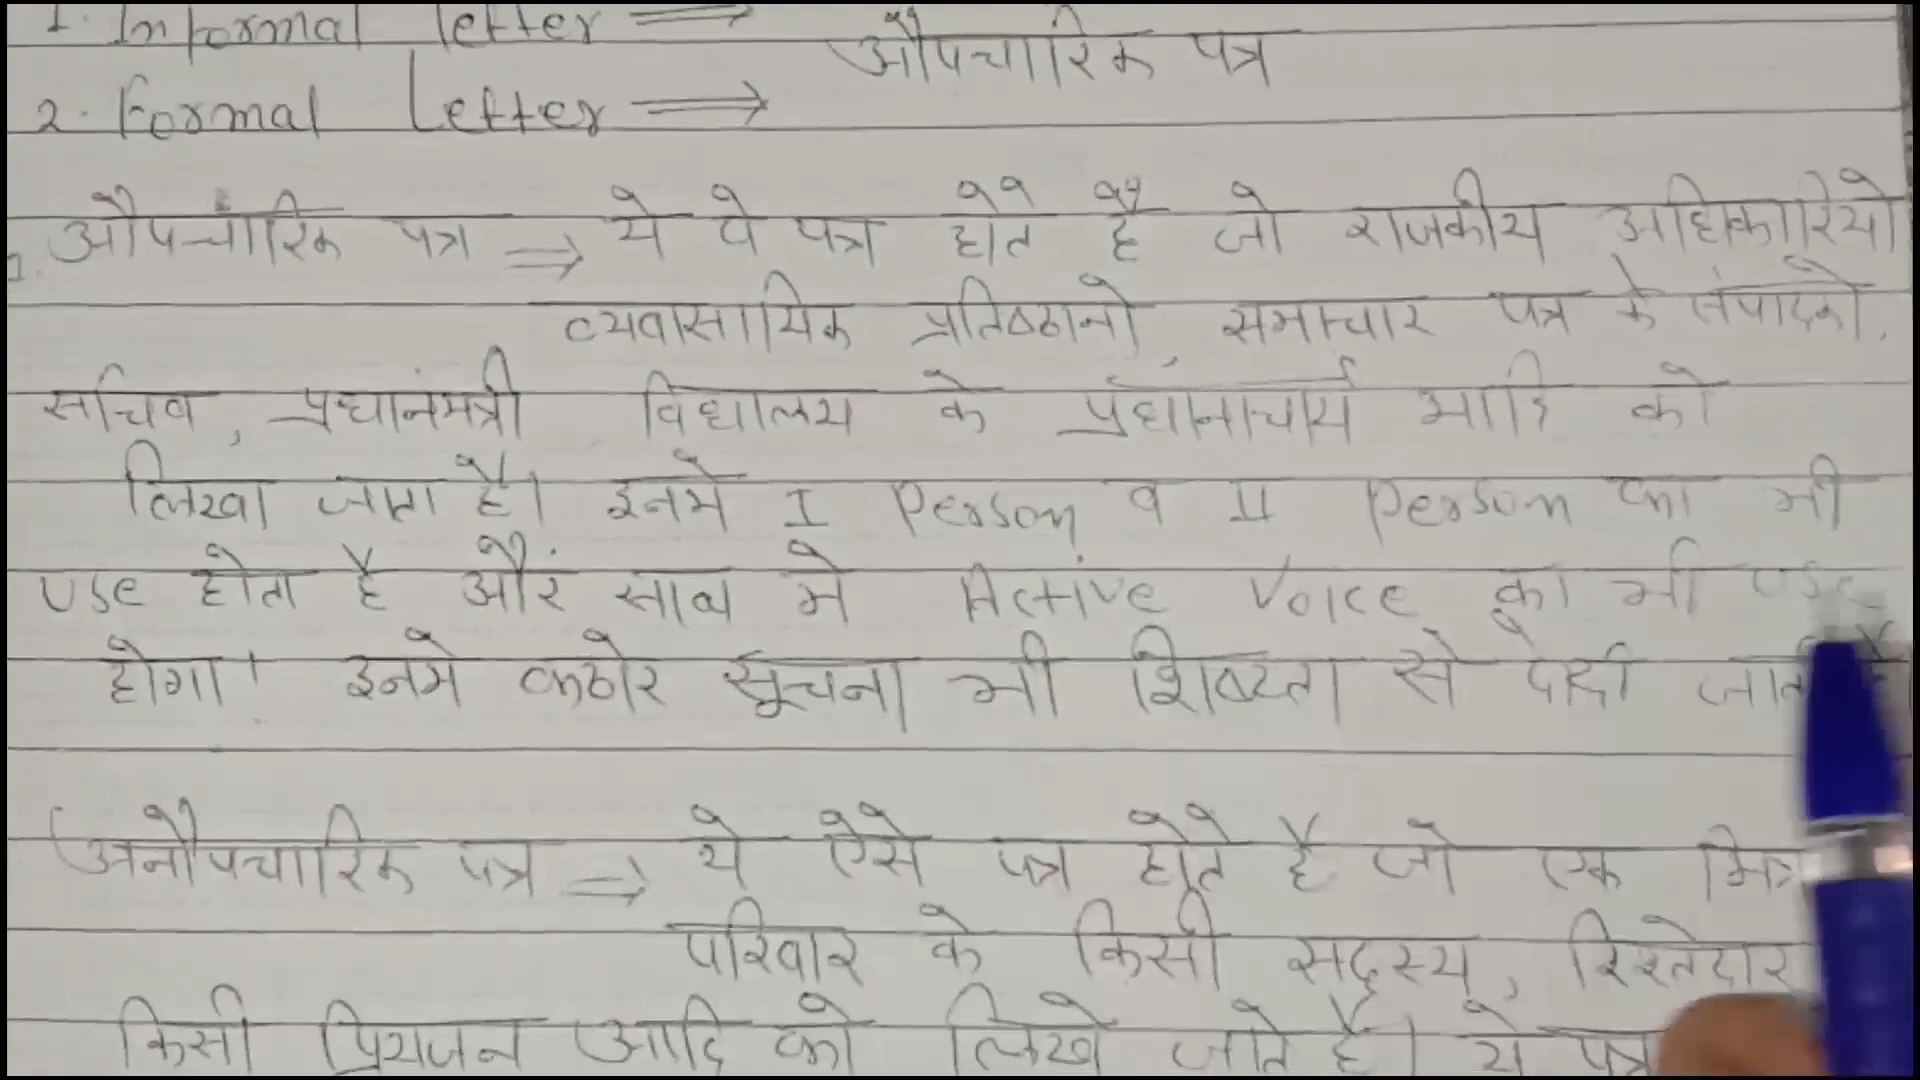 1. Informal letter ⟹
औपचारिक पत्र
2. Formal Letter ⟹
1. औपचारिक पत्र ⟹ ये वे पत्र होते है जो राजकीय अधिकारियो
व्यवासायिक प्रतिष्ठानो, समाचार पत्र के संपादको,
सचिव, प्रधानमंत्री विद्यालय के प्रधानाचार्य आदि को
लिखा जाता है। इनमे I Person व II Person का भी
use होता है और साथ मे Active Voice का भी use
होगा। इनमे कठोर सूचना भी शिष्टता से देदी जाती है
अनौपचारिक पत्र ⟹ ये ऐसे पत्र होते है जो एक मित्र
परिवार के किसी सदस्य, रिश्तेदार
किसी प्रियजन आदि को लिखे जाते है। ये पत्र